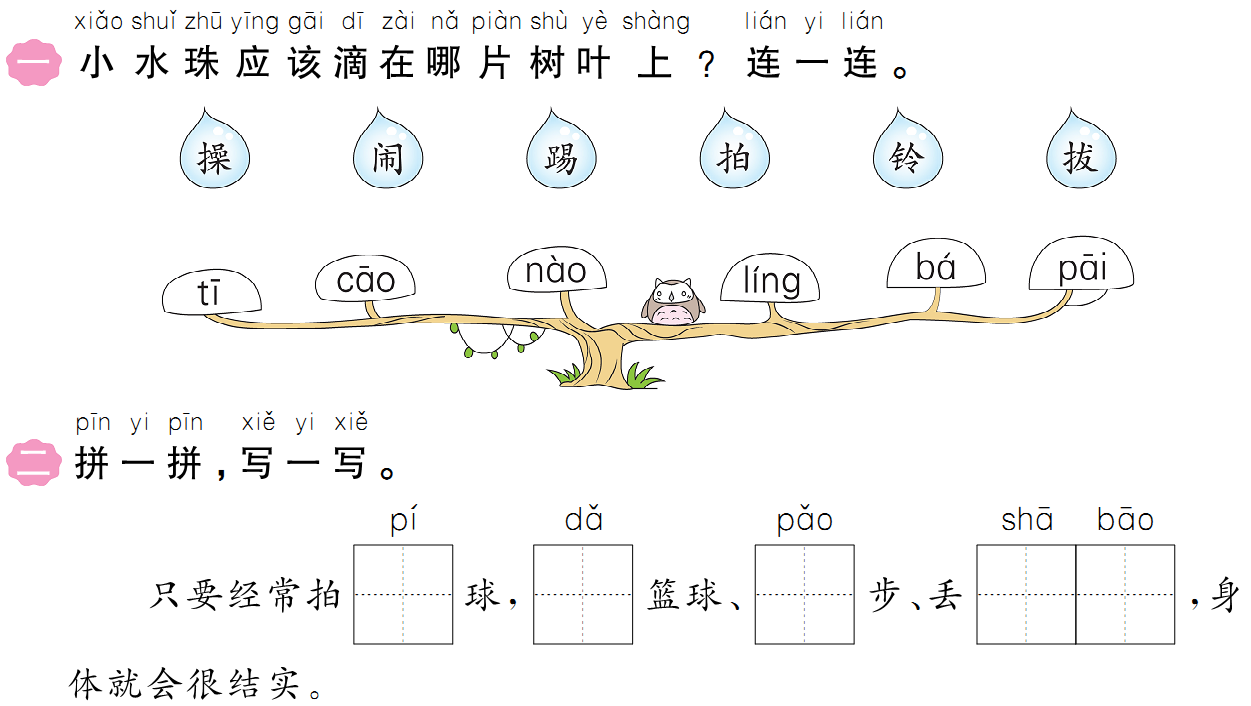 xiǎo shuǐ zhū yīng gāi dī zài nǎ piàn shù yè shàng lián yi lián
一 小水珠应该滴在哪片树叶上？连一连。
操 闹 踢 拍 铃 拔
tī cāo nào líng bá pāi
pīn yi pīn xiě yi xiě
二 拼一拼，写一写。
pí dǎ pǎo shā bāo
只要经常拍 球， 篮球、 步、丢 ，身
体就会很结实。